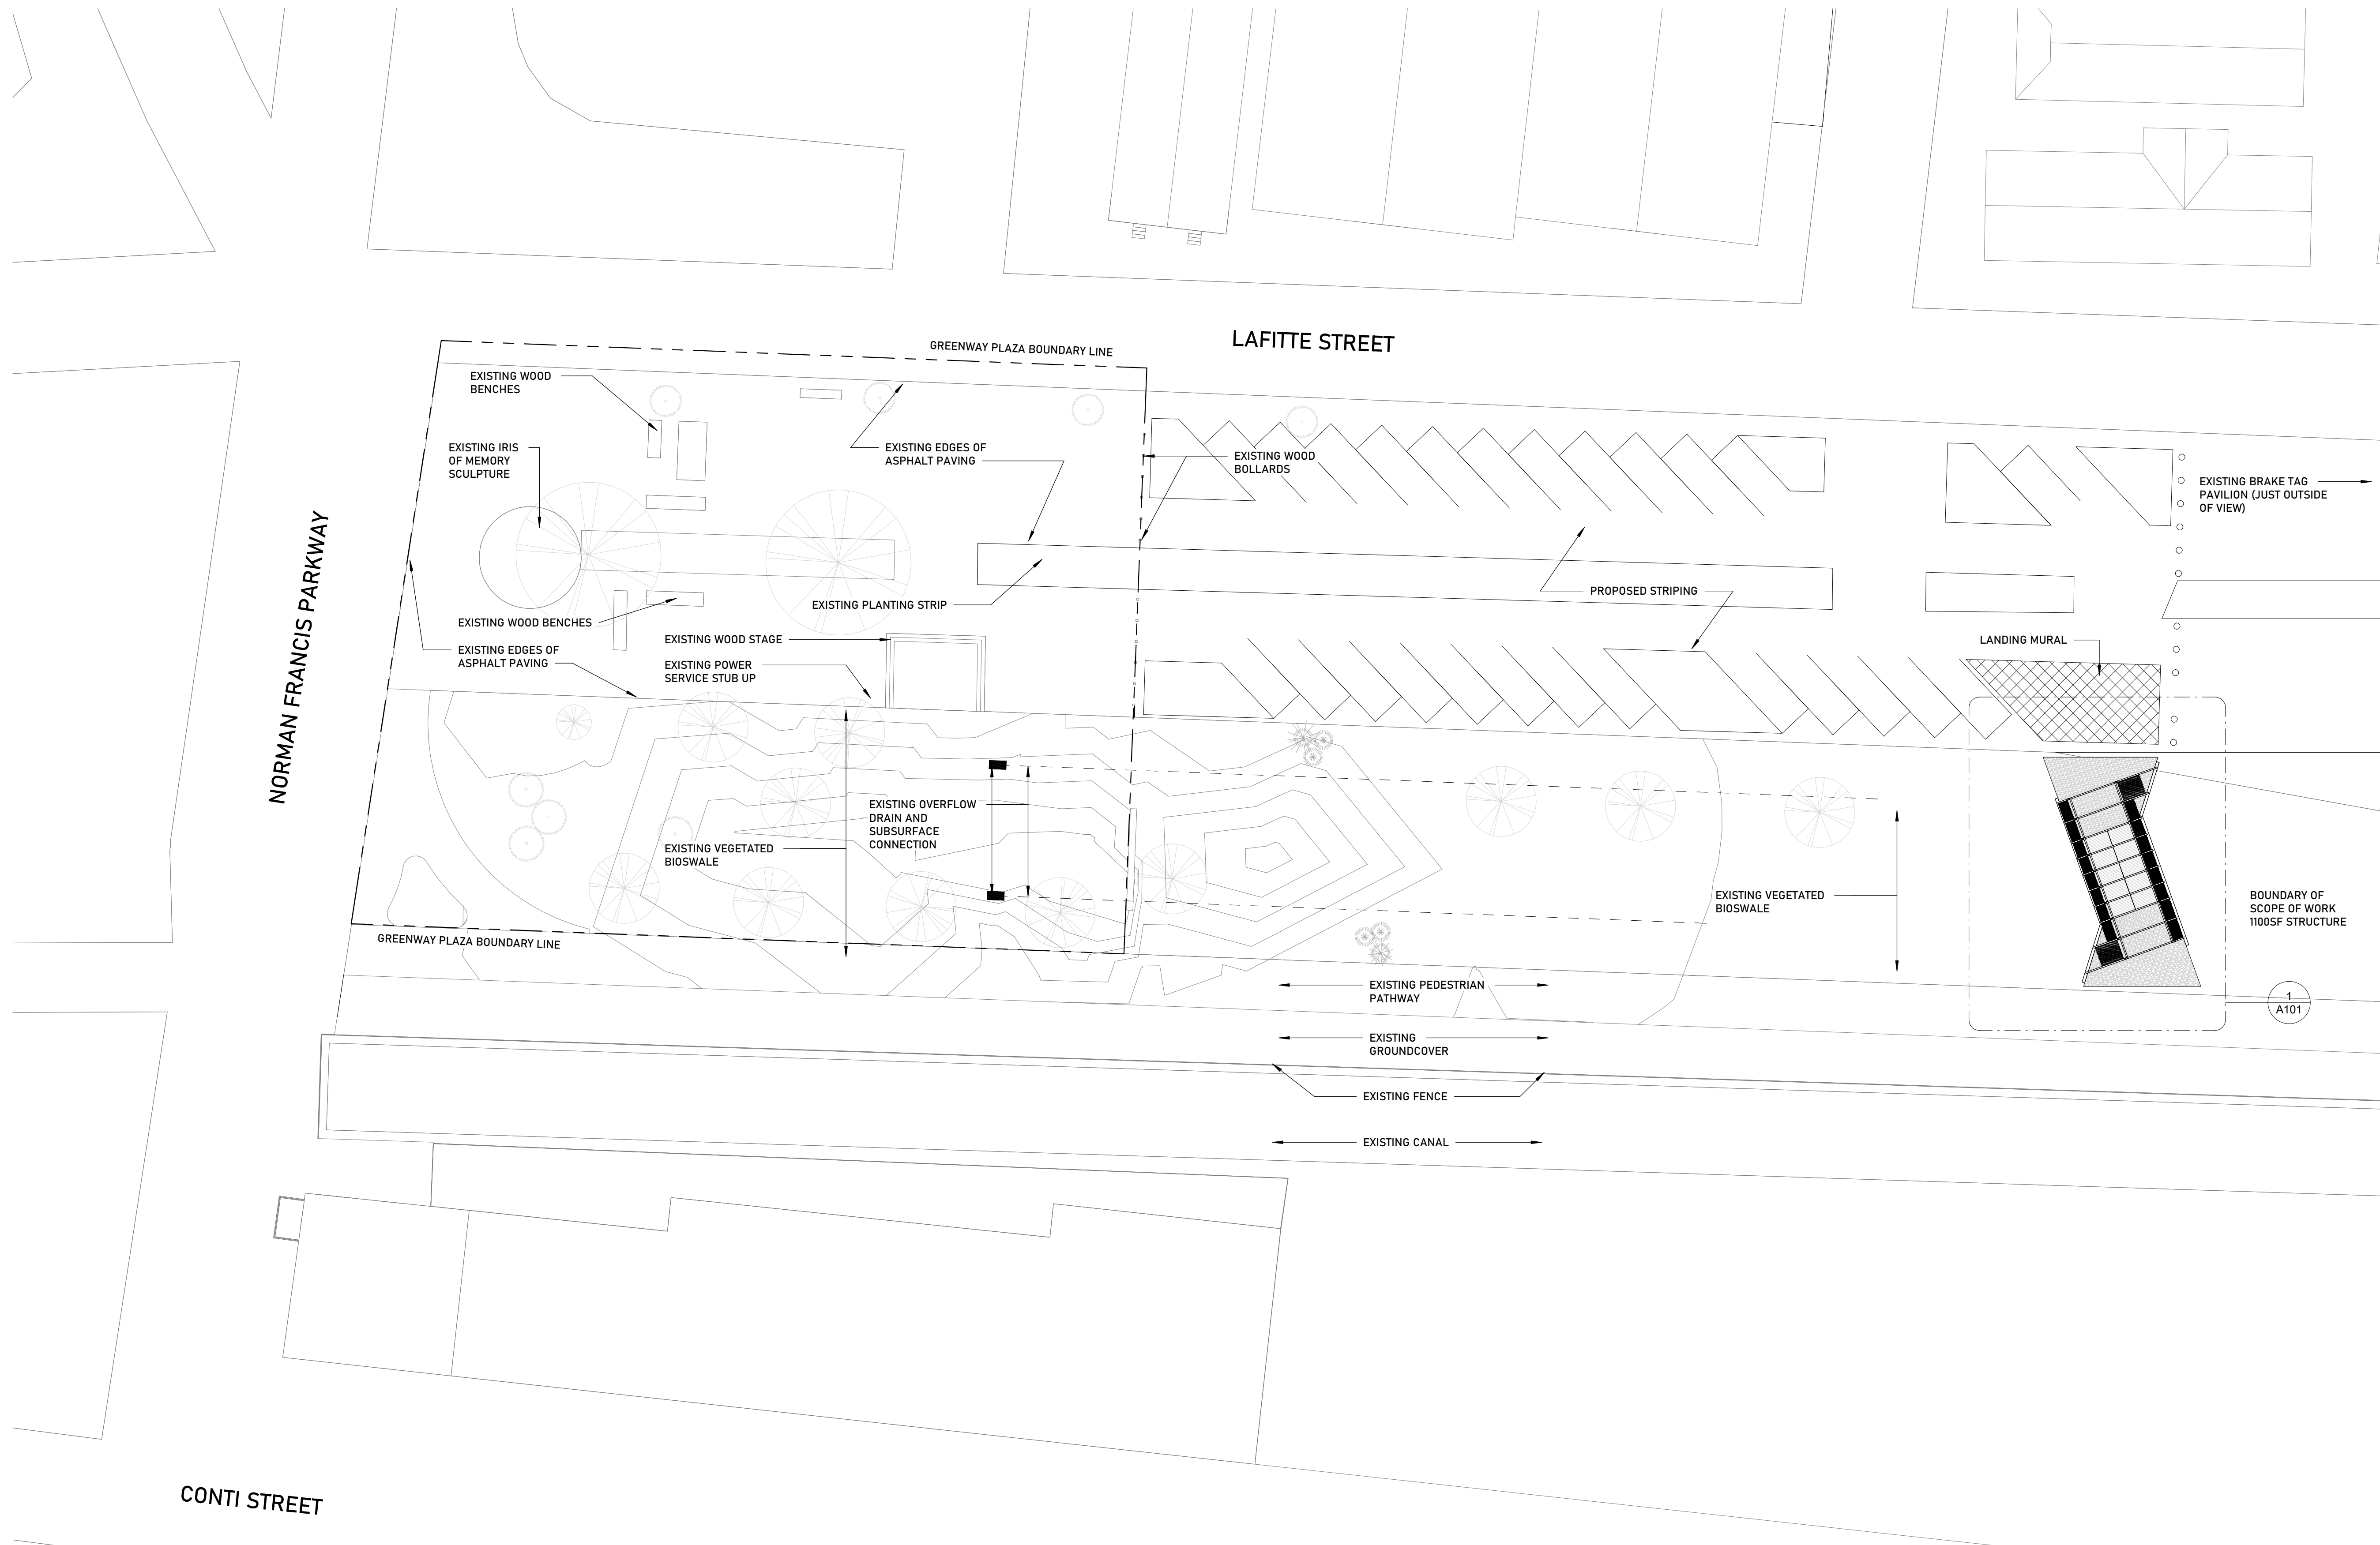 LAFITTE STREET
GREENWAY PLAZA BOUNDARY LINE
EXISTING WOOD
BENCHES
EXISTING IRIS
OF MEMORY
SCULPTURE
EXISTING EDGES OF
ASPHALT PAVING
EXISTING WOOD
BOLLARDS
EXISTING BRAKE TAG
PAVILION (JUST OUTSIDE
OF VIEW)
NORMAN FRANCIS PARKWAY
EXISTING PLANTING STRIP
PROPOSED STRIPING
EXISTING WOOD BENCHES
EXISTING WOOD STAGE
LANDING MURAL
EXISTING EDGES OF
ASPHALT PAVING
EXISTING POWER
SERVICE STUB UP
EXISTING OVERFLOW
DRAIN AND
SUBSURFACE
CONNECTION
EXISTING VEGETATED
BIOSWALE
EXISTING VEGETATED
BIOSWALE
BOUNDARY OF
SCOPE OF WORK
1100SF STRUCTURE
GREENWAY PLAZA BOUNDARY LINE
EXISTING PEDESTRIAN
PATHWAY
1
A101
EXISTING
GROUNDCOVER
EXISTING FENCE
EXISTING CANAL
CONTI STREET